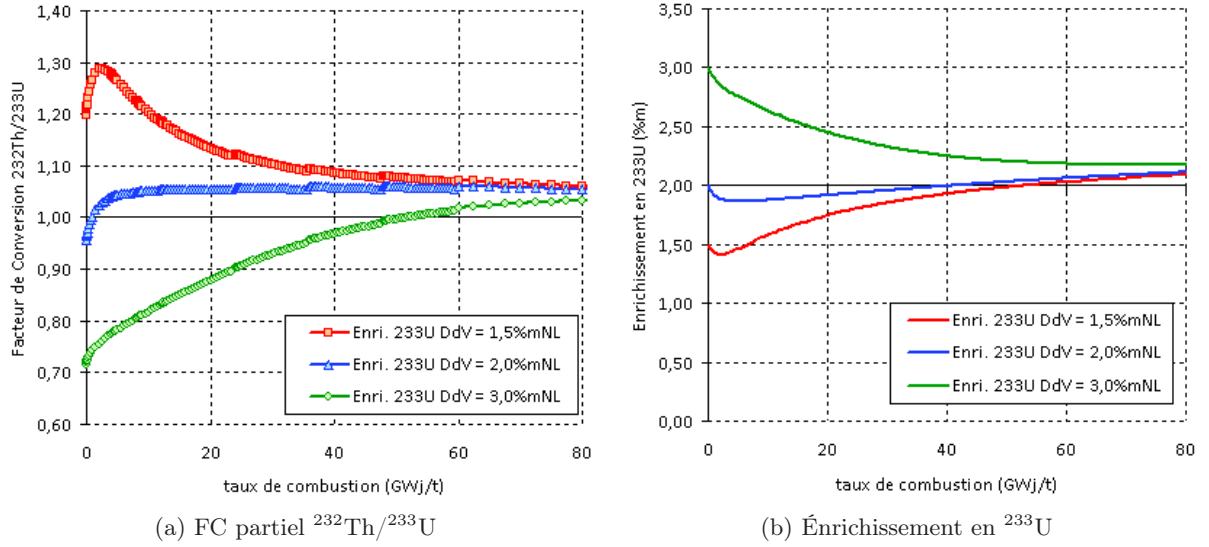 Facteur de Conversion 232Th/233U
1,40
1,30
1,20
1,10
1,00
0,90
0,80
0,70
0,60
Enri. 233U DdV = 1,5%mNL
Enri. 233U DdV = 2,0%mNL
Enri. 233U DdV = 3,0%mNL
0 20 40 60 80
taux de combustion (GWj/t)
(a) FC partiel ²³²Th/²³³U
Enrichissement en 233U (%m)
3,50
3,00
2,50
2,00
1,50
1,00
0,50
0,00
Enri. 233U DdV = 1,5%mNL
Enri. 233U DdV = 2,0%mNL
Enri. 233U DdV = 3,0%mNL
0 20 40 60 80
taux de combustion (GWj/t)
(b) Énrichissement en ²³³U